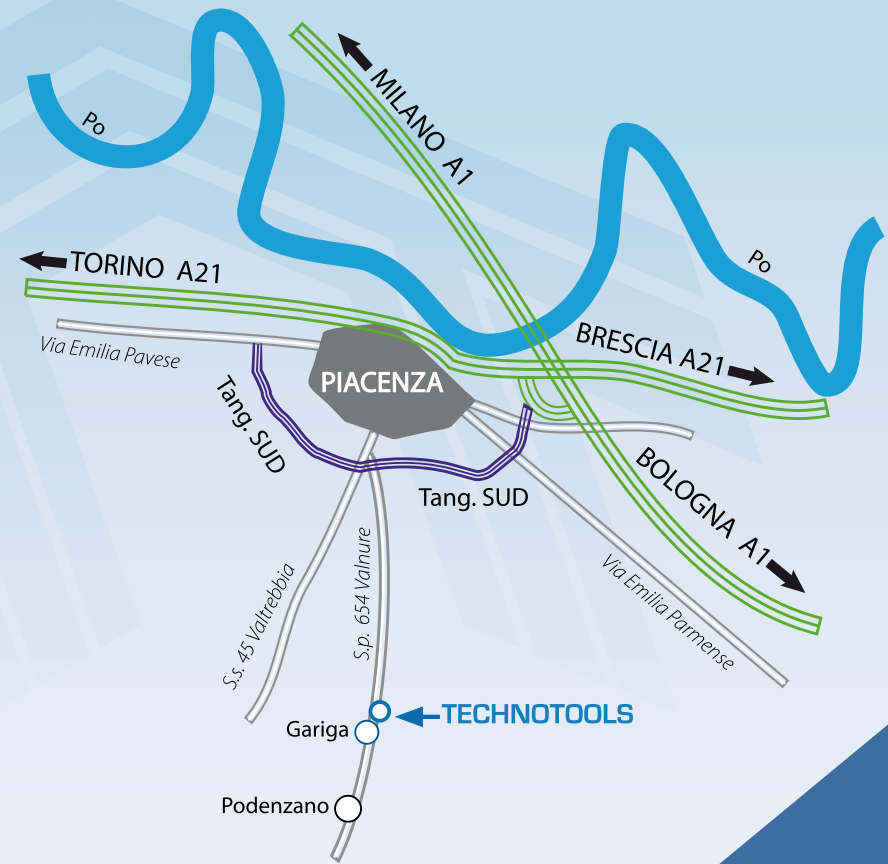 Po
MILANO A1
TORINO A21
Po
BRESCIA A21
Via Emilia Pavese
PIACENZA
Tang. SUD
Tang. SUD
BOLOGNA A1
S.s. 45 Valtrebbia
S.p. 654 Valnure
Via Emilia Parmense
TECHNOTOOLS
Gariga
Podenzano